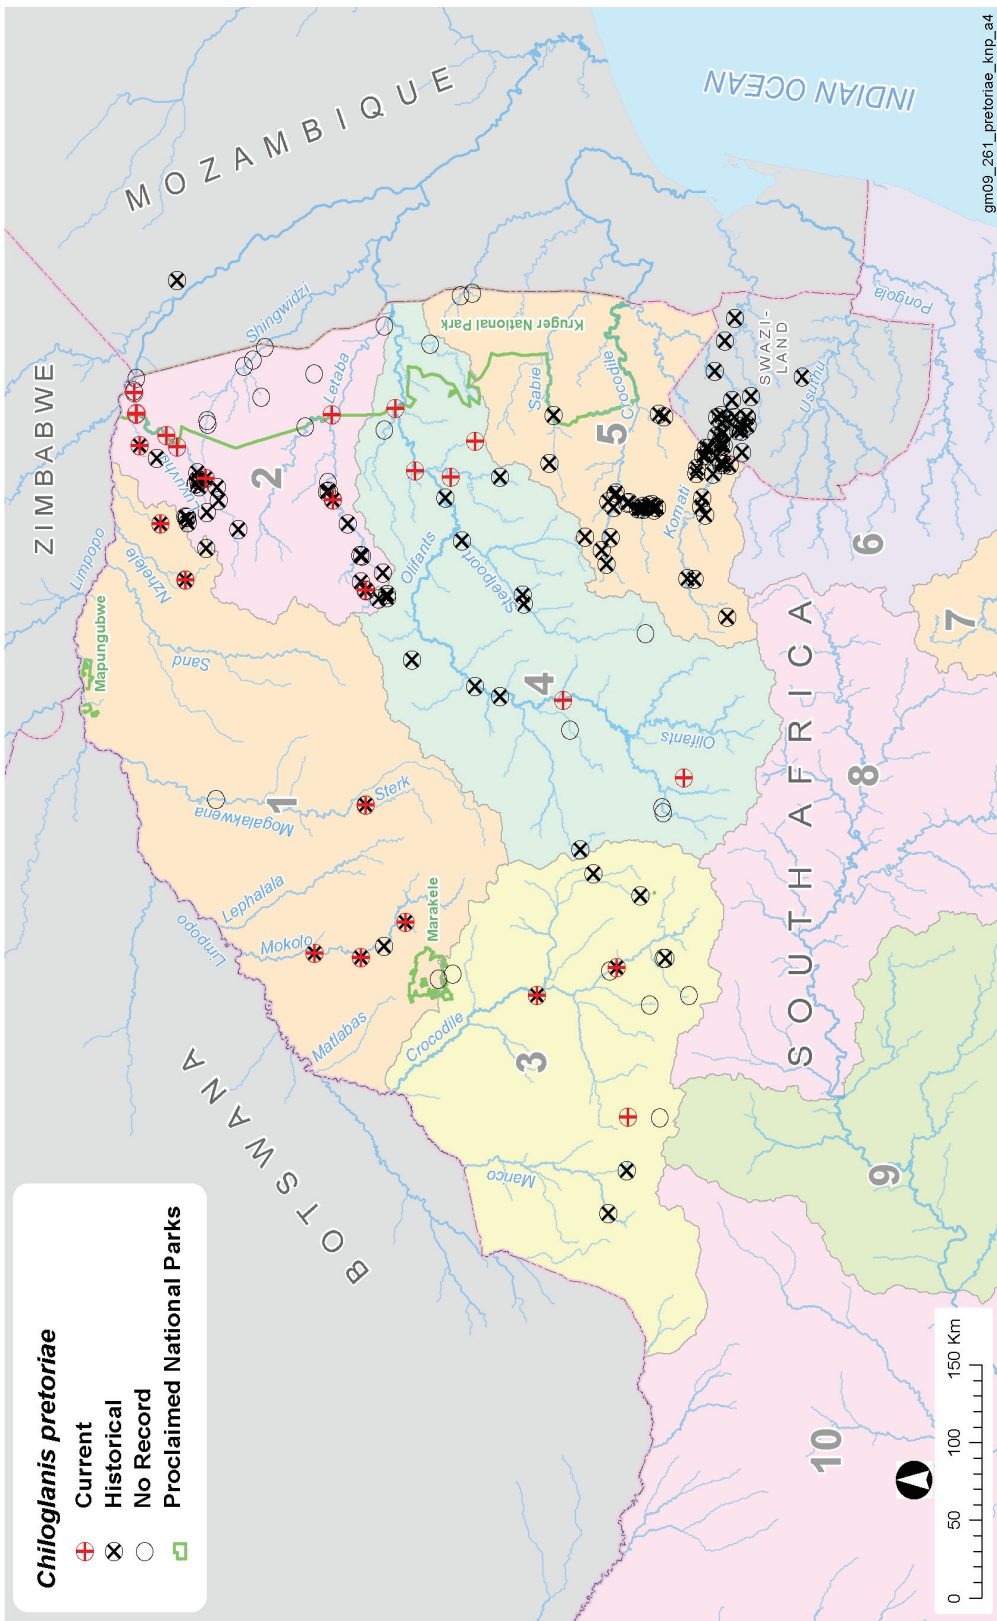 Chiloglanis pretoriae
Current
Historical
No Record
Proclaimed National Parks
ZIMBABWE
MOZAMBIQUE
BOTSWANA
SOUTH AFRICA
SWAZI-
LAND
INDIAN OCEAN
Limpopo
Limpopo
Mapungubwe
Nzhelele
Sand
Luvuvhu
Shingwidzi
Letaba
Kruger National Park
Mogalakwena
Sterk
Lephalala
Mokolo
Matlabas
Marakele
Crocodile
Marico
Olifants
Olifants
Steelpoort
Sabie
Crocodile
Komati
Usuthu
Pongola
1
2
3
4
5
6
7
8
9
10
0 50 100 150 Km
gm09_261_pretoriae_knp_a4